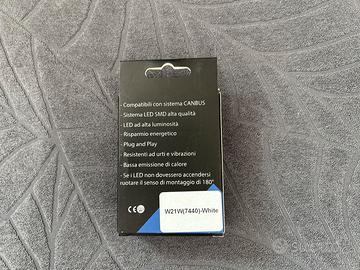 - Compatibili con sistema CANBUS
- Sistema LED SMD alta qualità
- LED ad alta luminosità
- Risparmio energetico
- Plug and Play
- Resistenti ad urti e vibrazioni
- Bassa emissione di calore
- Se i LED non dovessero accendersi
ruotare il senso di montaggio di 180°
CE
W21W(7440)-White